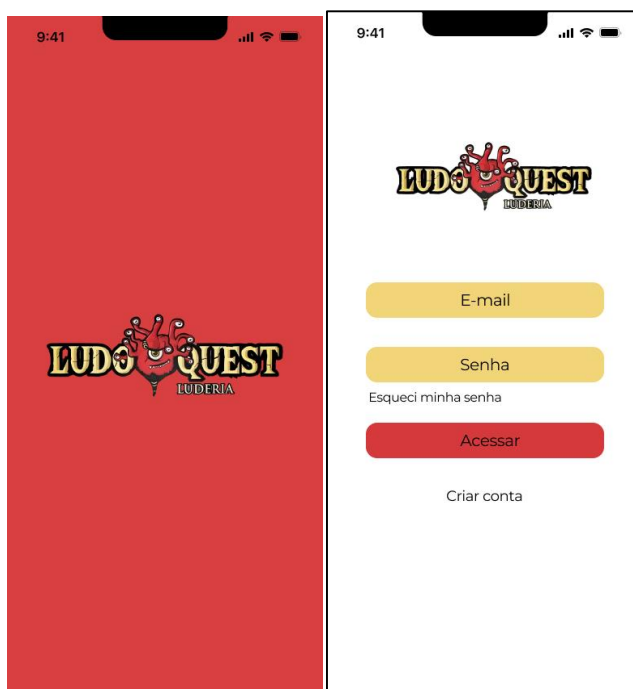 9:41
LUDO QUEST
LUDERIA
9:41
LUDO QUEST
LUDERIA
E-mail
Senha
Esqueci minha senha
Acessar
Criar conta